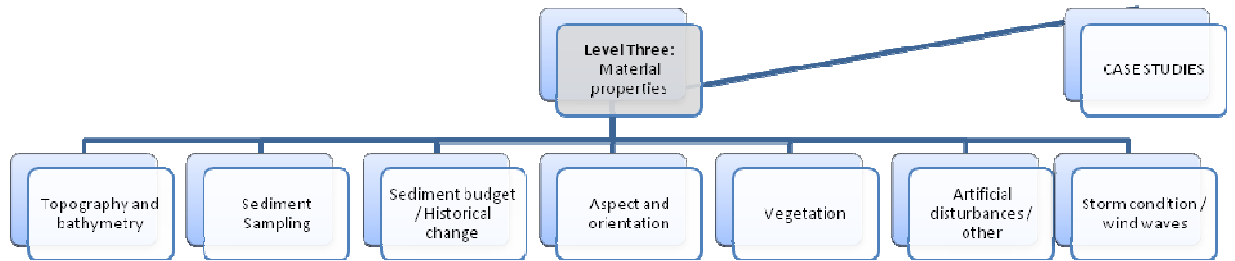 Level Three:
Material
properties
CASE STUDIES
Topography and
bathymetry
Sediment
Sampling
Sediment budget
/ Historical
change
Aspect and
orientation
Vegetation
Artificial
disturbances /
other
Storm condition /
wind waves